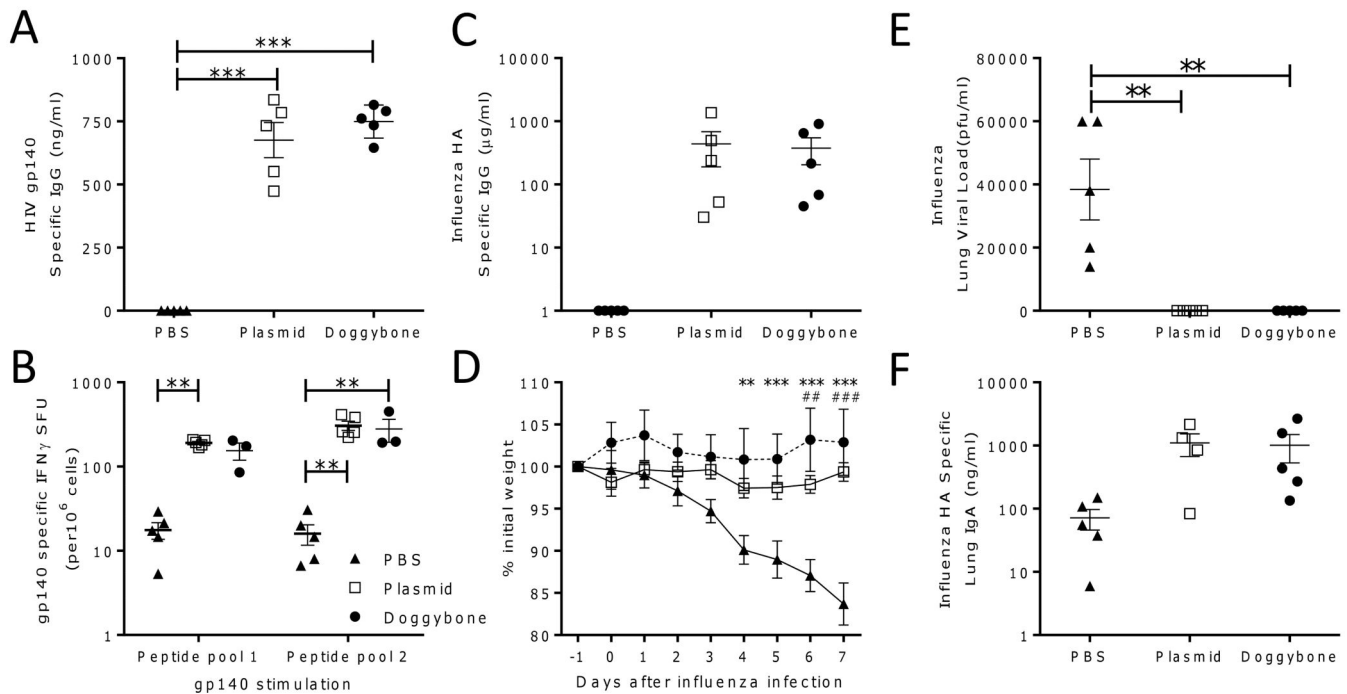 A
***
***
1000
750
500
250
0
HIV gp140
Specific IgG (ng/ml)
PBS
Plasmid
Doggybone
B
**
**
**
1000
100
10
1
gp140 specific IFNγ SFU
(per10^6 cells)
PBS
Plasmid
Doggybone
Peptide pool 1
Peptide pool 2
gp140 stimulation
C
10000
1000
100
10
1
Influenza HA
Specific IgG (μg/ml)
PBS
Plasmid
Doggybone
D
** *** *** ***
## ###
110
105
100
95
90
85
80
% initial weight
-1 0 1 2 3 4 5 6 7
Days after influenza infection
E
**
**
80000
60000
40000
20000
0
Influenza
Lung Viral Load(pfu/ml)
PBS
Plasmid
Doggybone
F
10000
1000
100
10
1
Influenza HA Specific
Lung IgA (ng/ml)
PBS
Plasmid
Doggybone